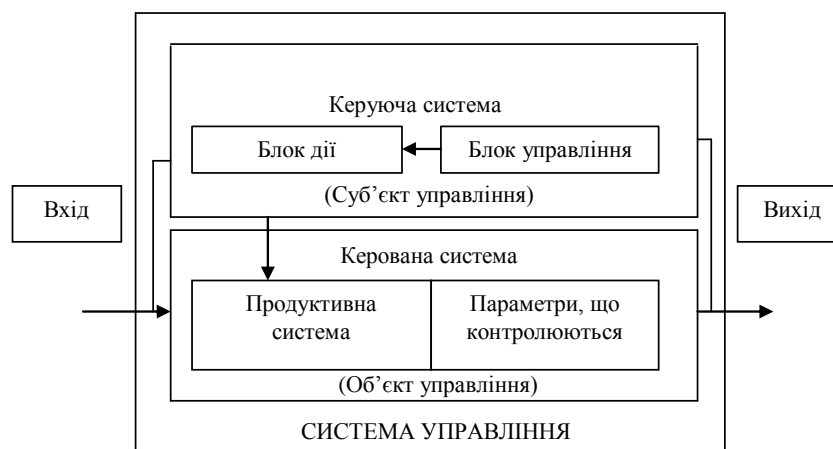 Керуюча система
Блок дії
Блок управління
(Суб’єкт управління)
Вхід
Вихід
Керована система
Продуктивна
система
Параметри, що
контролюються
(Об’єкт управління)
СИСТЕМА УПРАВЛІННЯ